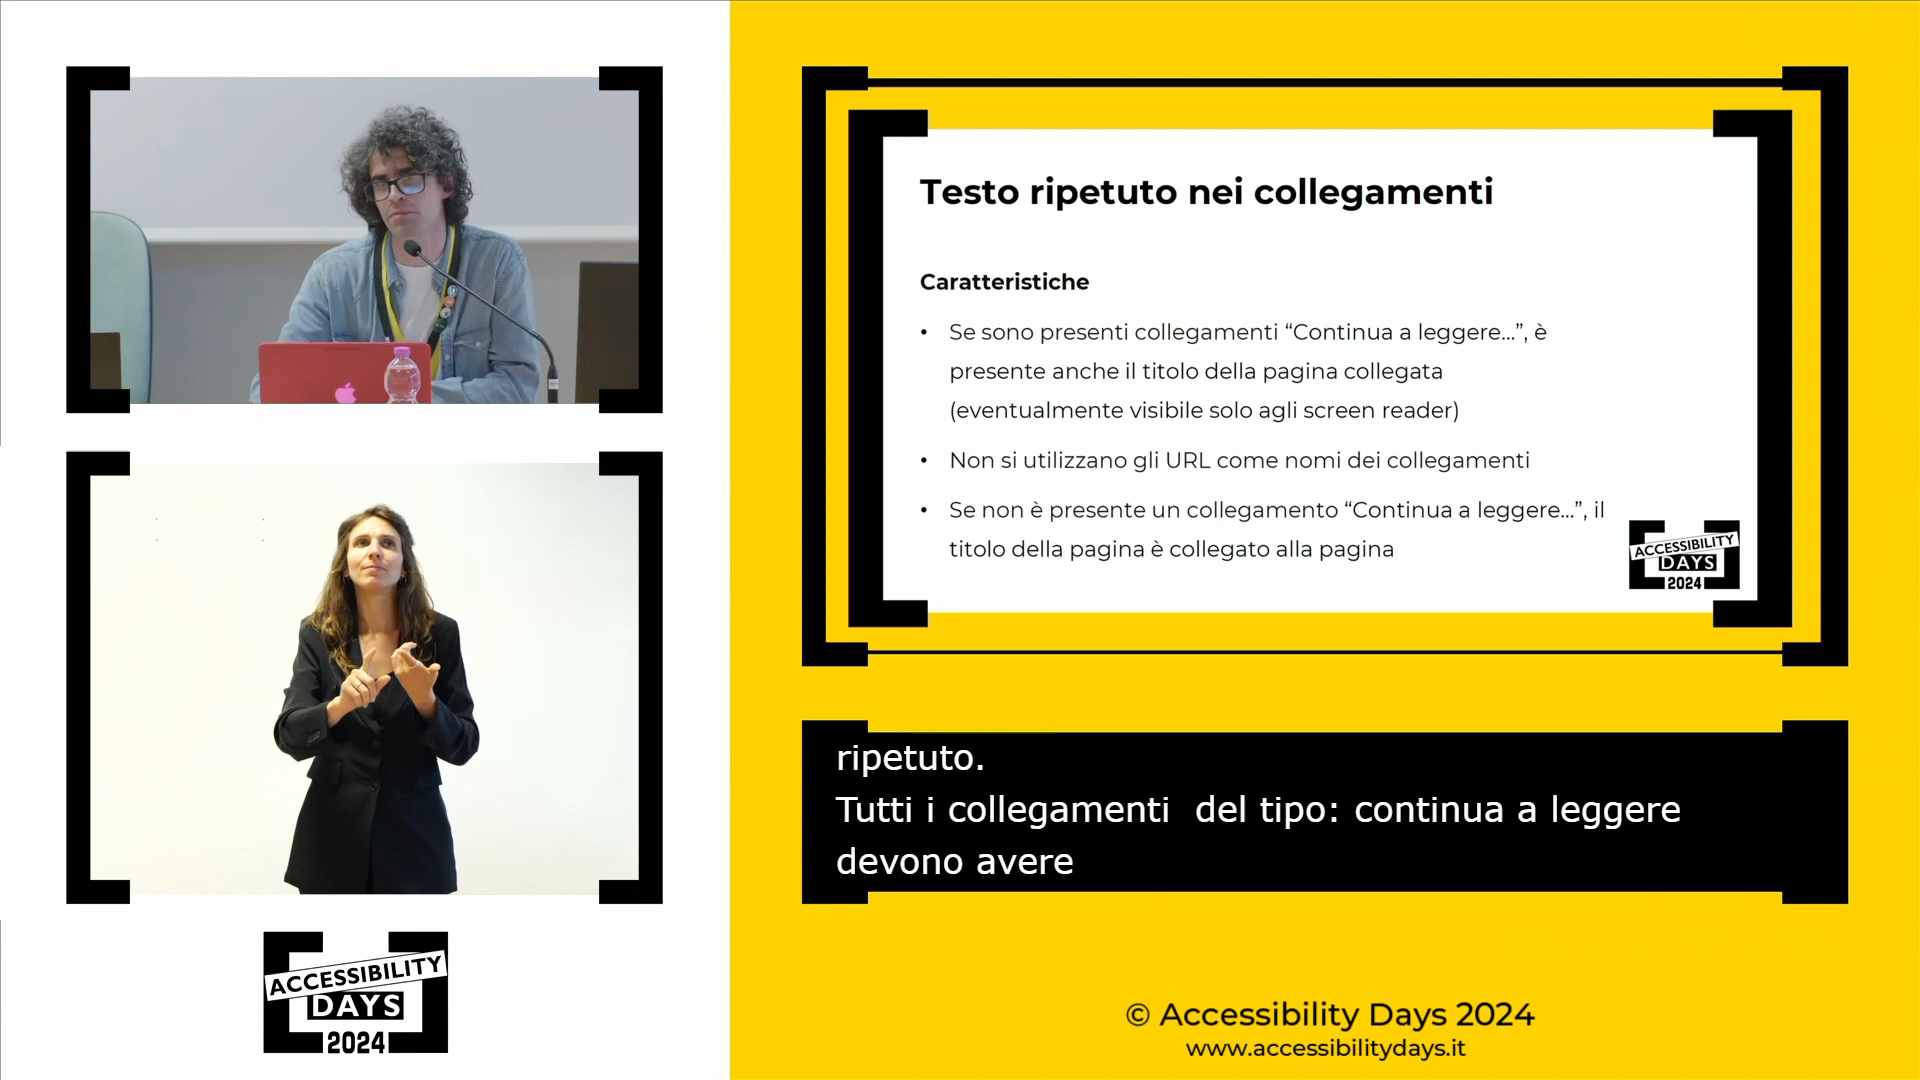 Testo ripetuto nei collegamenti
Caratteristiche
• Se sono presenti collegamenti “Continua a leggere…”, è
presente anche il titolo della pagina collegata
(eventualmente visibile solo agli screen reader)
• Non si utilizzano gli URL come nomi dei collegamenti
• Se non è presente un collegamento “Continua a leggere…”, il
titolo della pagina è collegato alla pagina
ACCESSIBILITY
DAYS
2024
ripetuto.
Tutti i collegamenti  del tipo: continua a leggere
devono avere
ACCESSIBILITY
DAYS
2024
© Accessibility Days 2024
www.accessibilitydays.it